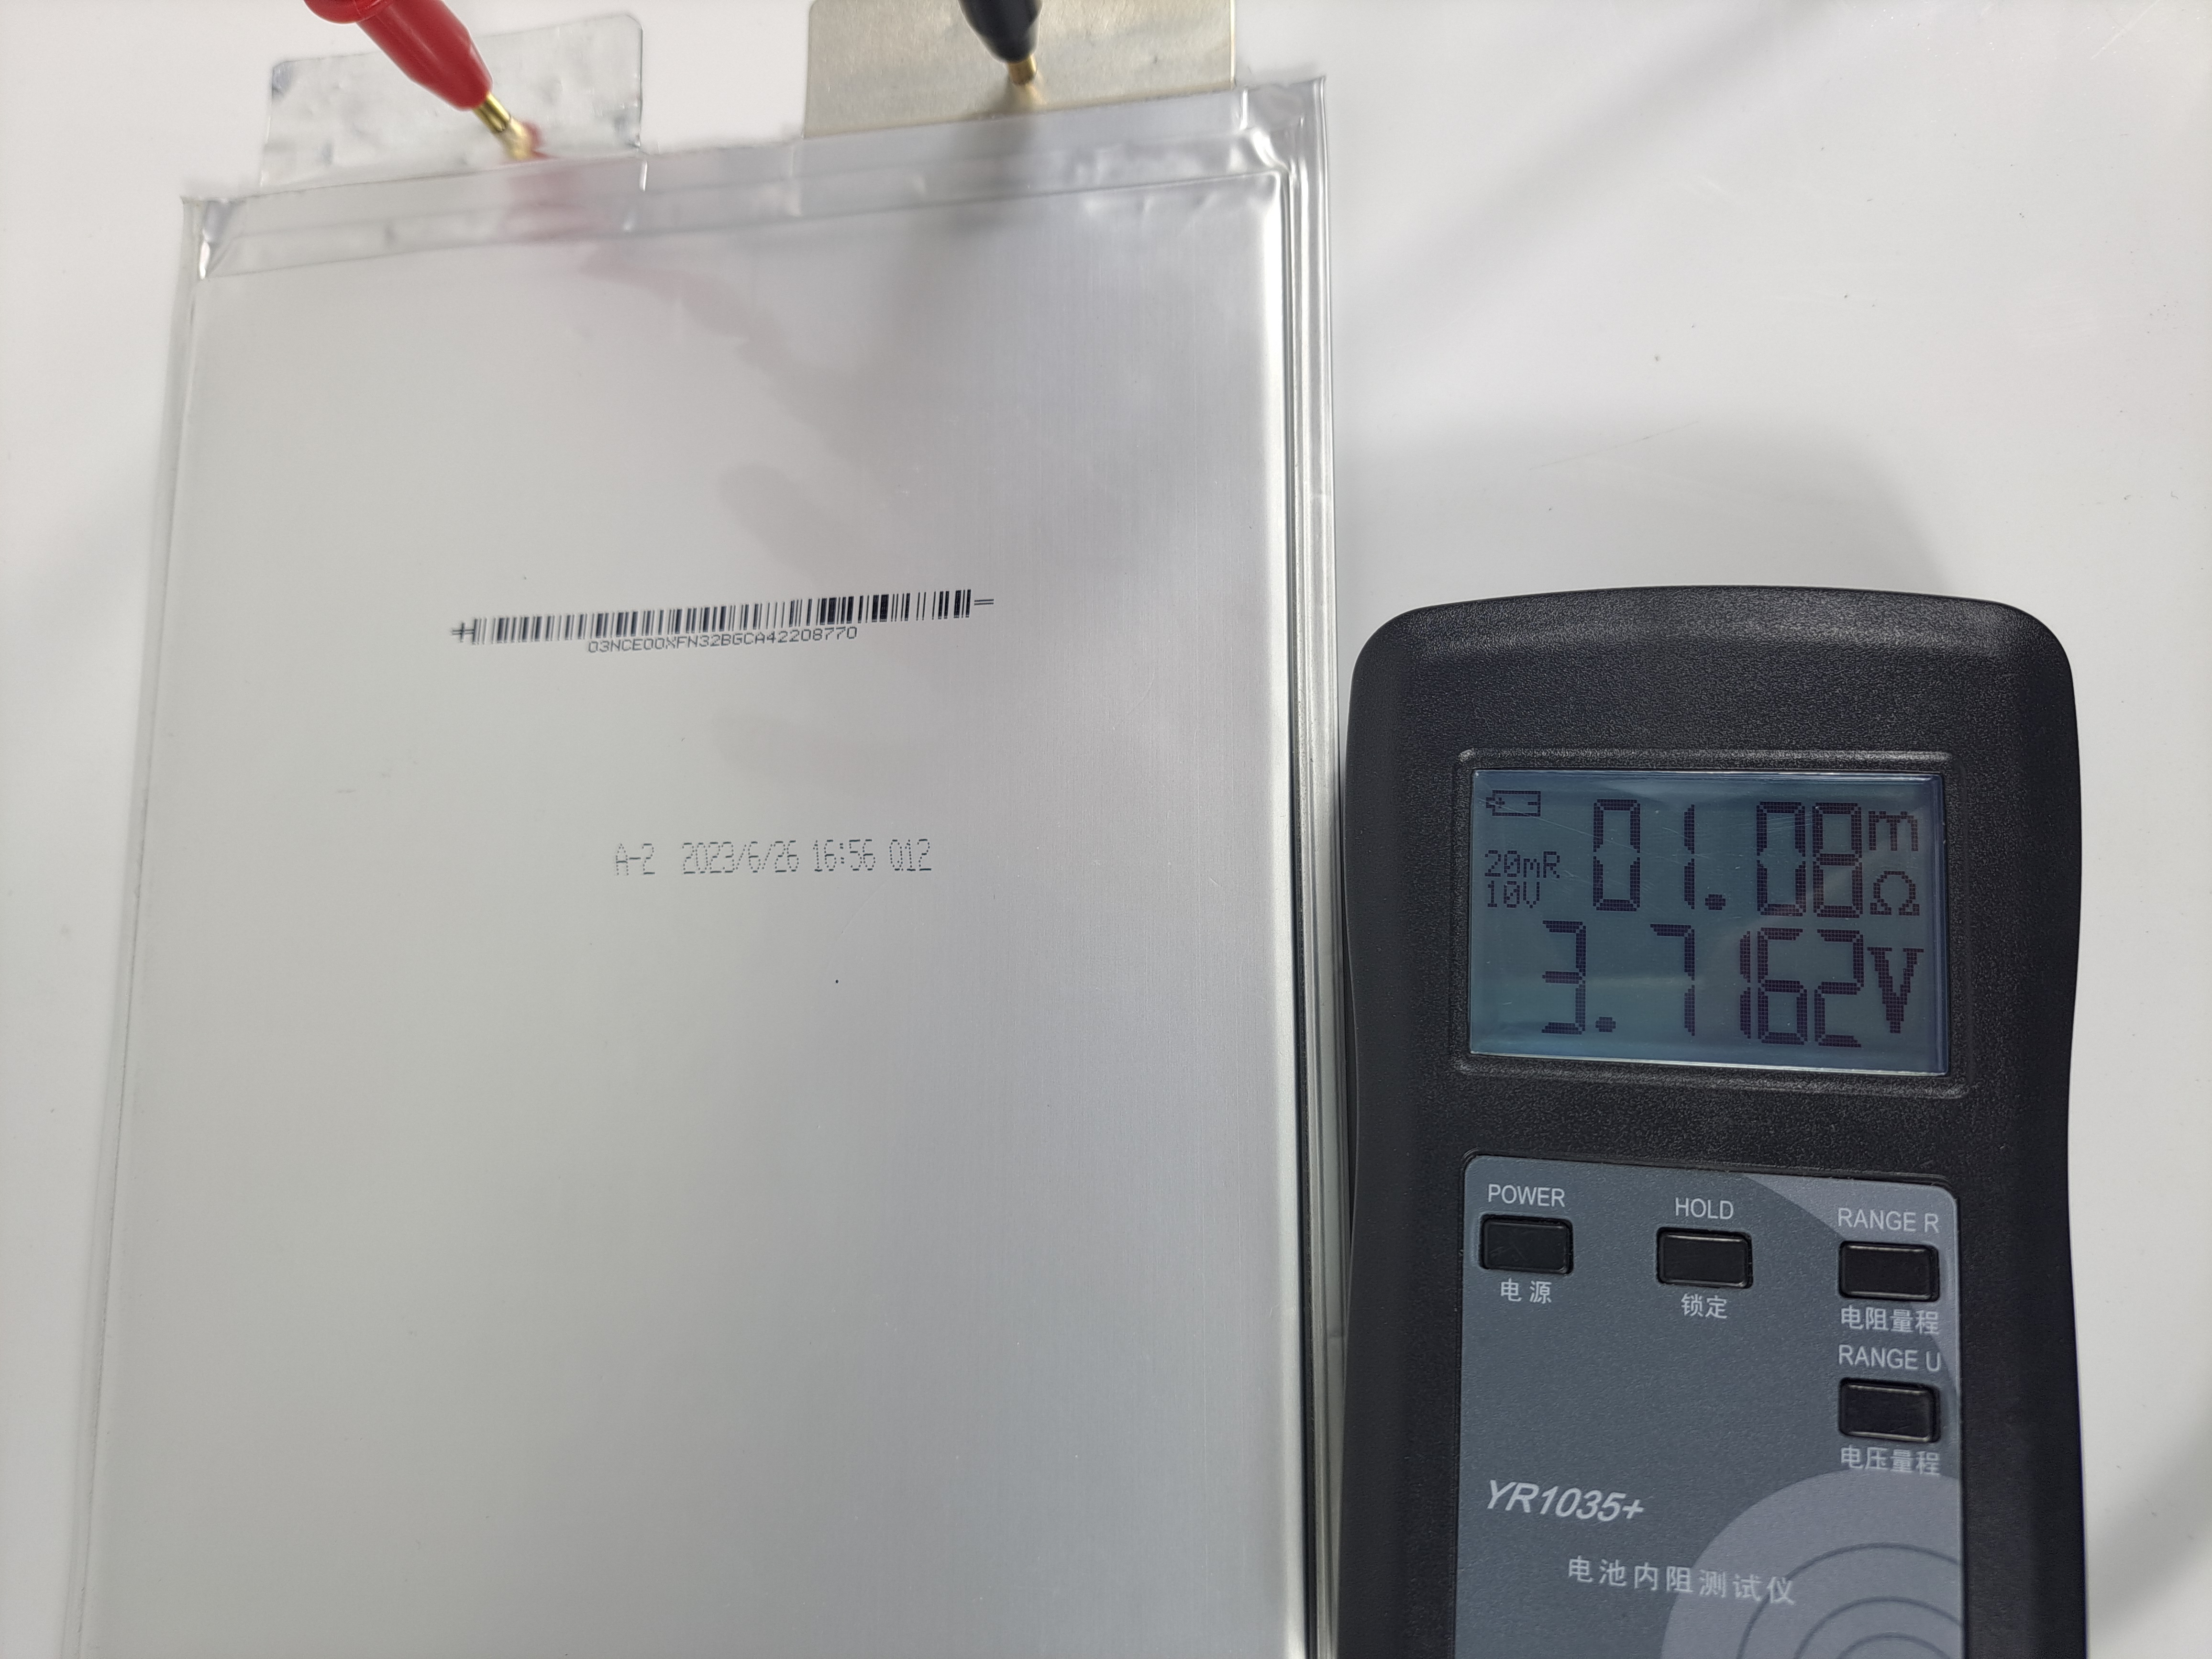 03NCE00XFN32BGCA42208770
A-2 2023/6/26 16:56 Q12
01.08mΩ
20mR
10V
3.7162V
POWER
电源
HOLD
锁定
RANGE R
电阻量程
RANGE U
电压量程
YR1035+
电池内阻测试仪